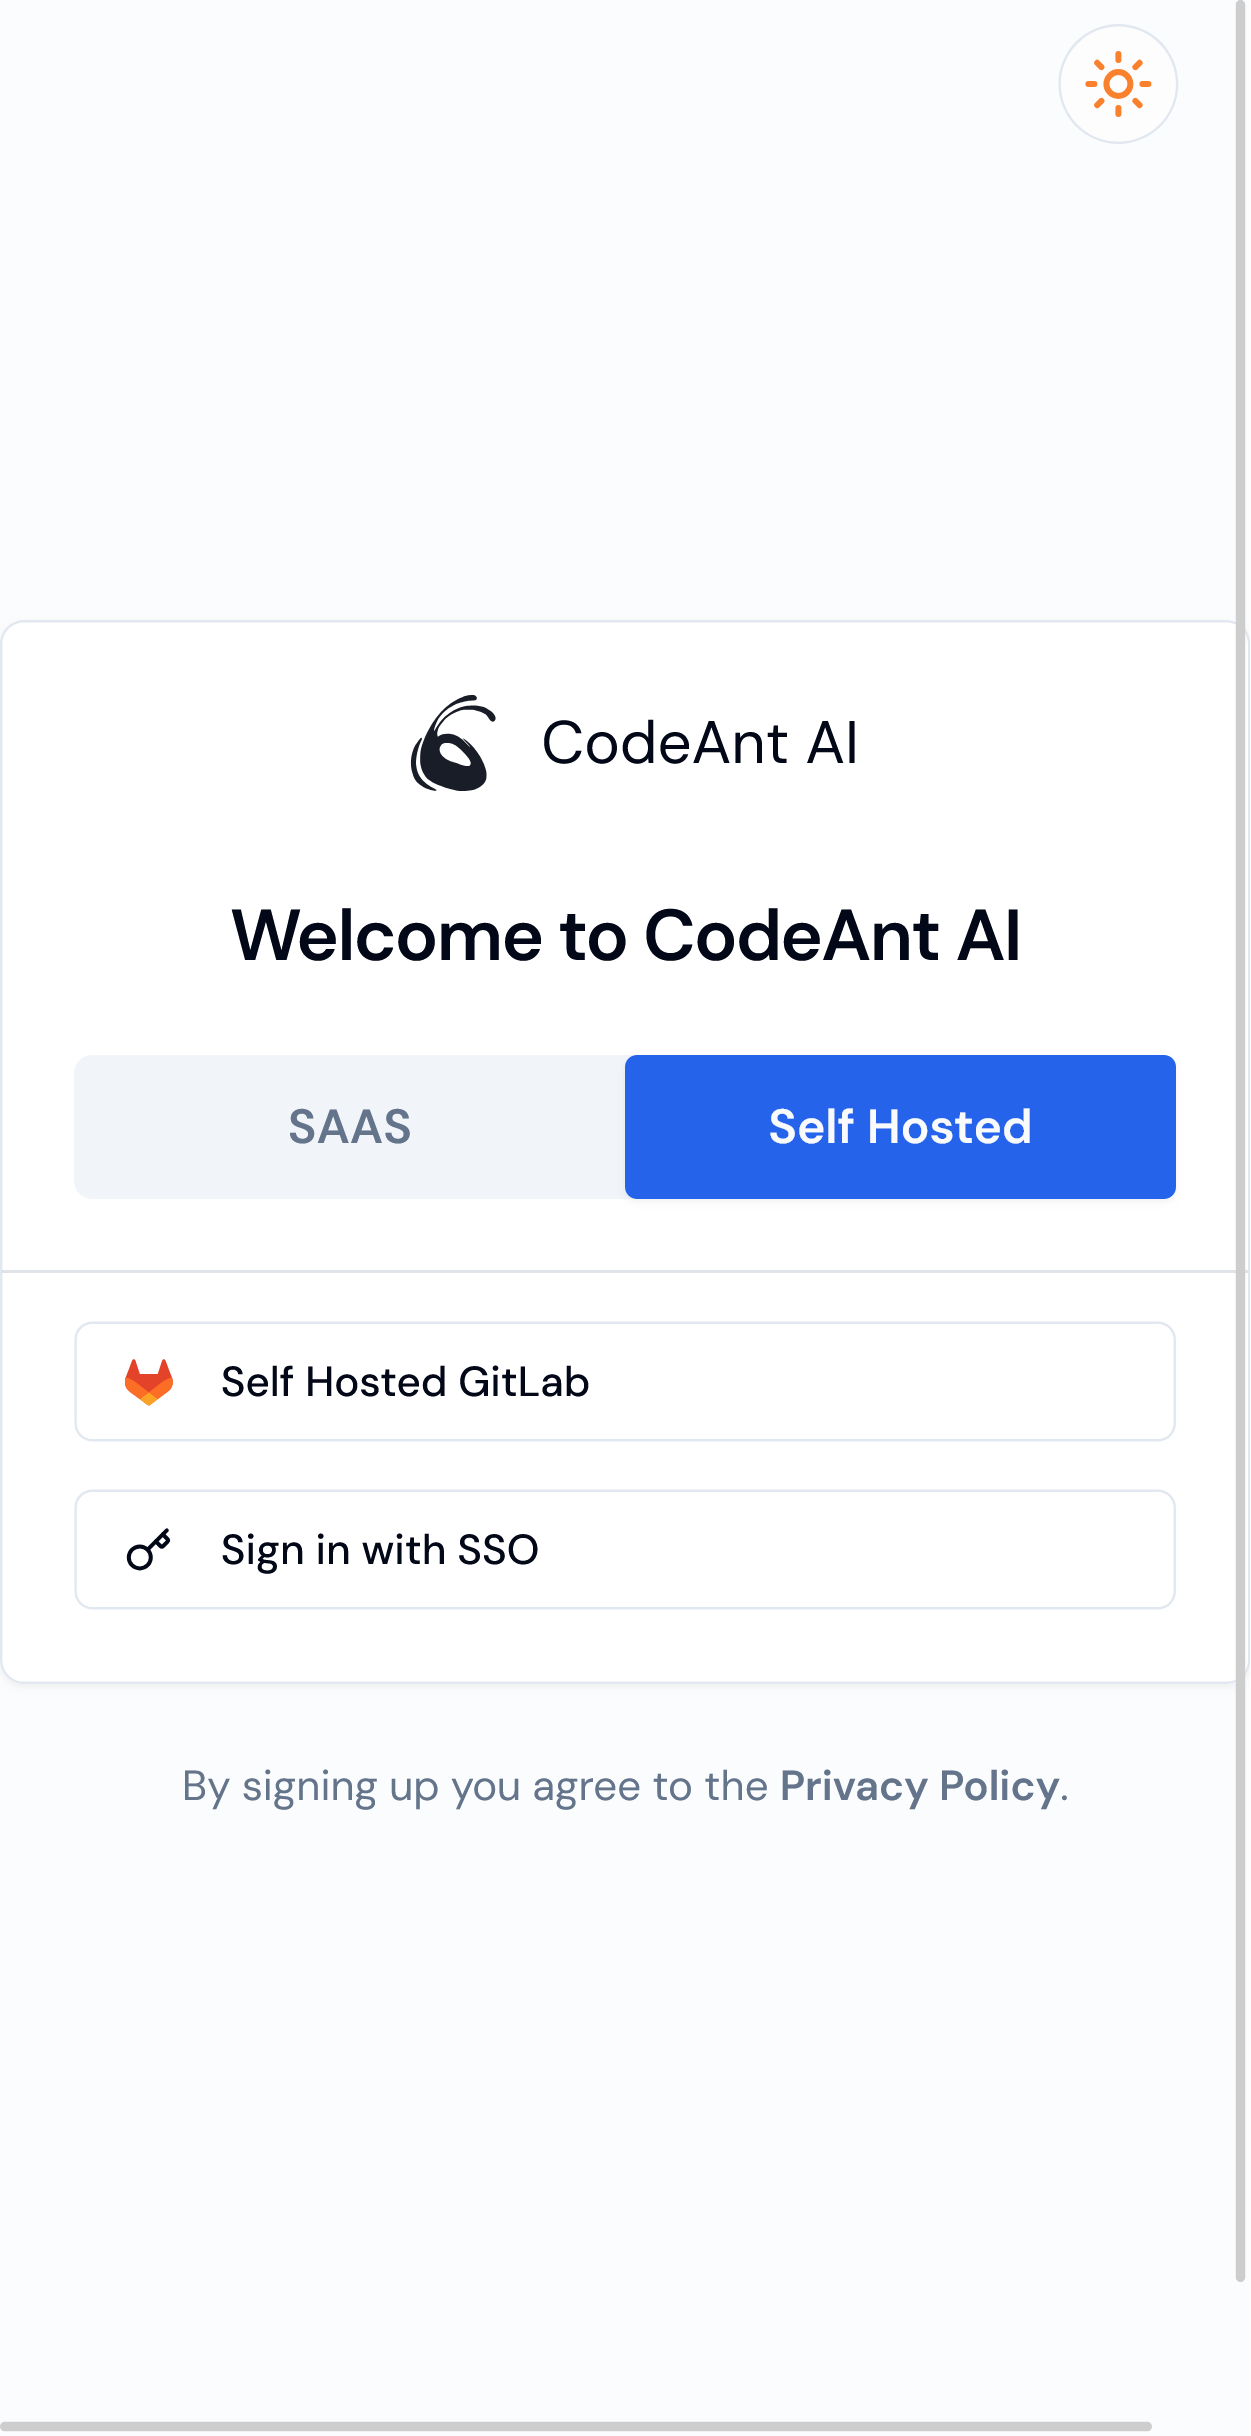 CodeAnt AI
Welcome to CodeAnt AI
SAAS
Self Hosted
Self Hosted GitLab
Sign in with SSO
By signing up you agree to the Privacy Policy.